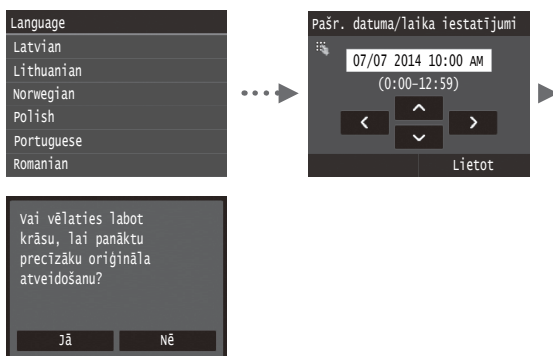 Language
Latvian
Lithuanian
Norwegian
Polish
Portuguese
Romanian
Pašr. datuma/laika iestatījumi
07/07 2014 10:00 AM
(0:00-12:59)
Lietot
Vai vēlaties labot
krāsu, lai panāktu
precīzāku oriģināla
atveidošanu?
Jā
Nē